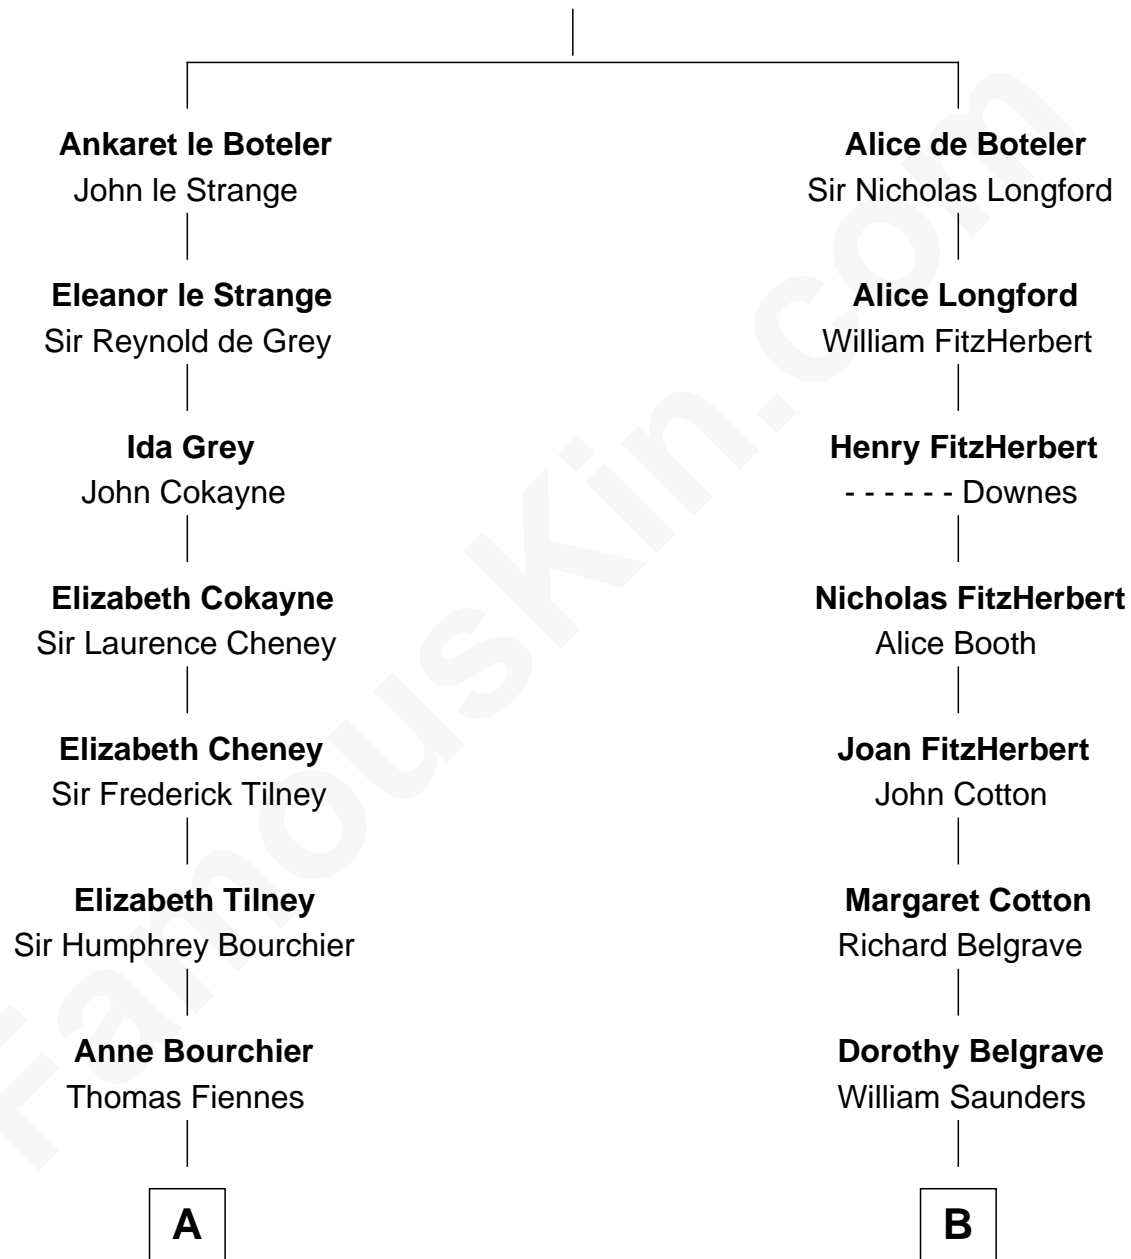 Ankaret le Boteler
John le Strange
Eleanor le Strange
Sir Reynold de Grey
Ida Grey
John Cokayne
Elizabeth Cokayne
Sir Laurence Cheney
Elizabeth Cheney
Sir Frederick Tilney
Elizabeth Tilney
Sir Humphrey Bourchier
Anne Bourchier
Thomas Fiennes
A
Alice de Boteler
Sir Nicholas Longford
Alice Longford
William FitzHerbert
Henry FitzHerbert
- - - - - - Downes
Nicholas FitzHerbert
Alice Booth
Joan FitzHerbert
John Cotton
Margaret Cotton
Richard Belgrave
Dorothy Belgrave
William Saunders
B
FamousKin.com